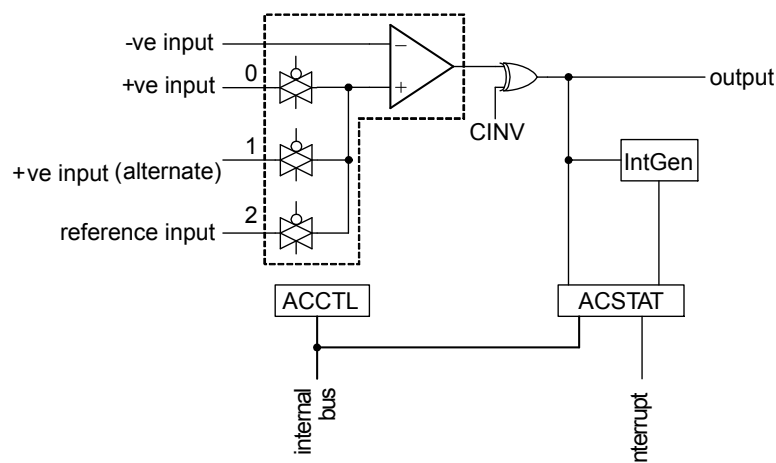 -ve input
−
+ve input
0
+
output
CINV
1
+ve input (alternate)
IntGen
2
reference input
ACCTL
ACSTAT
internal
bus
nterrupt